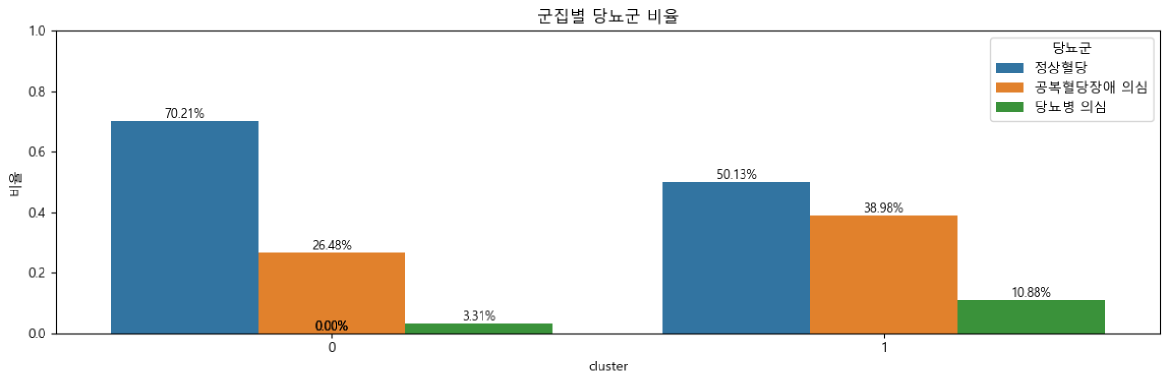 군집별 당뇨군 비율
1.0
0.8
0.6
0.4
0.2
0.0
비율
당뇨군
정상혈당
공복혈당장애 의심
당뇨병 의심
70.21%
26.48%
0.00%
3.31%
50.13%
38.98%
10.88%
0
1
cluster